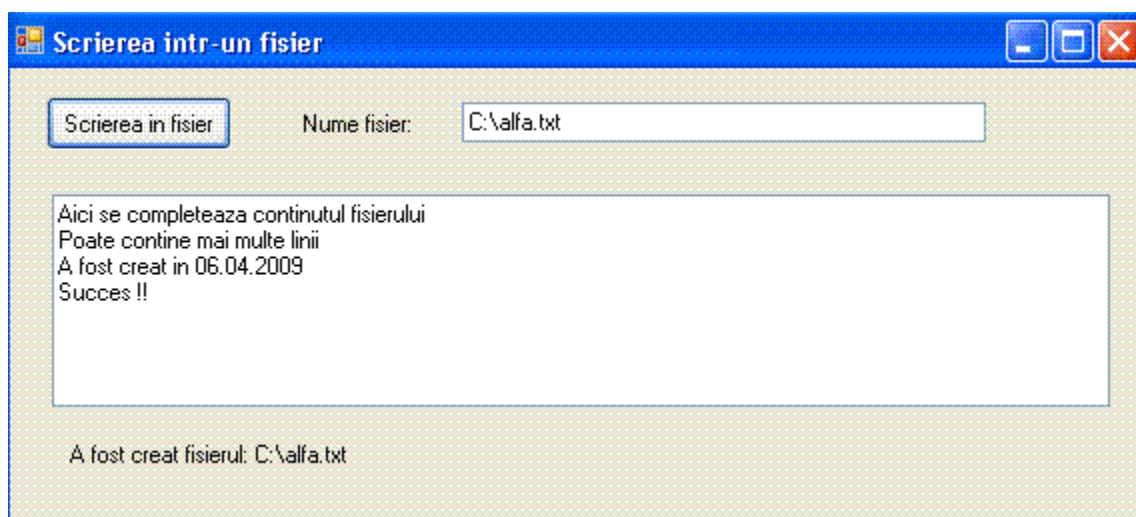 Scrierea intr-un fisier
Scrierea in fisier
Nume fisier:
C:\alfa.txt
Aici se completeaza continutul fisierului
Poate contine mai multe linii
A fost creat in 06.04.2009
Succes !!
A fost creat fisierul: C:\alfa.txt